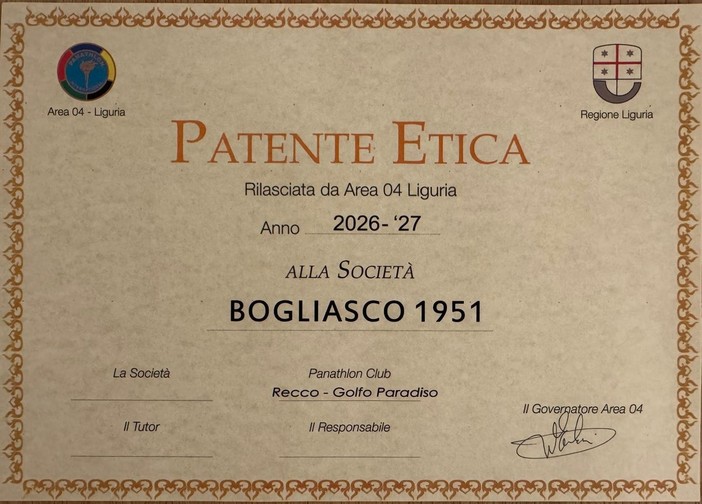 PANATHLON
Area 04 - Liguria
Regione Liguria
PATENTE ETICA
Rilasciata da Area 04 Liguria
Anno 2026- ‘27
ALLA SOCIETÀ
BOGLIASCO 1951
La Società
Panathlon Club
Recco - Golfo Paradiso
Il Governatore Area 04
Il Tutor
Il Responsabile